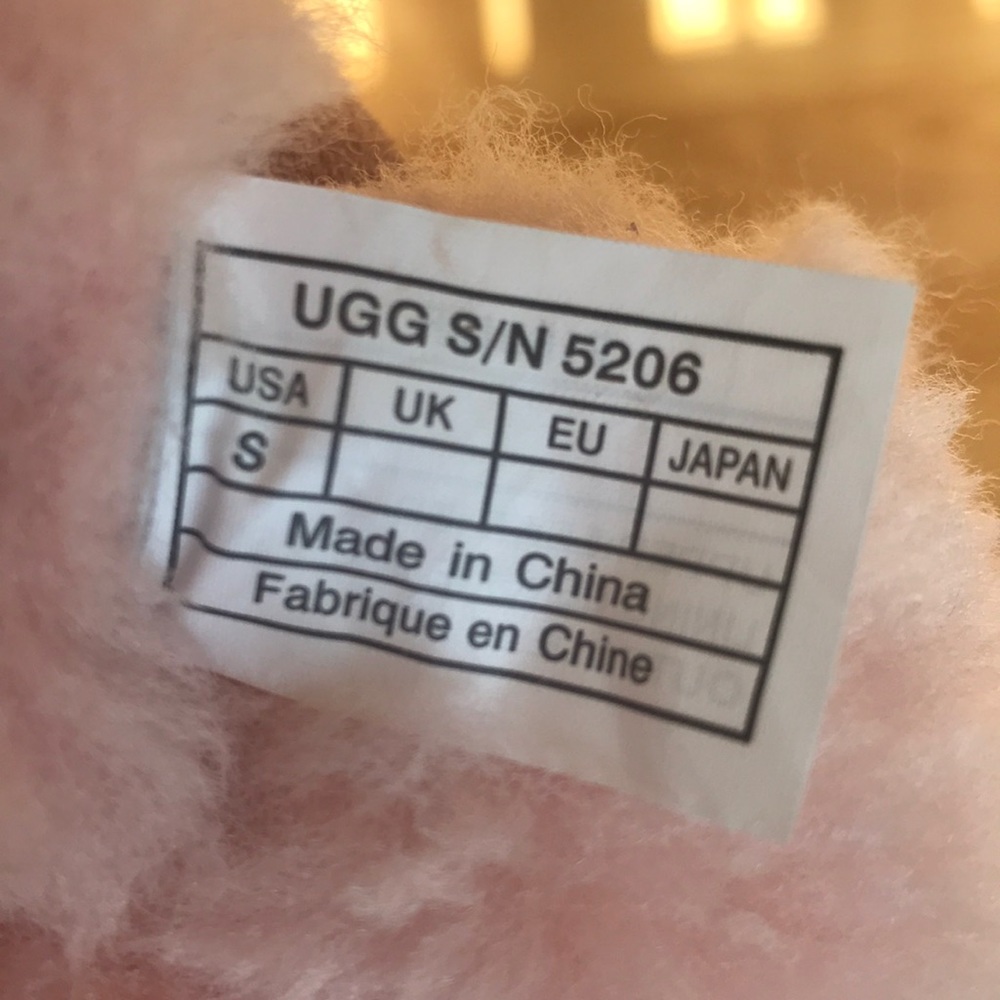 UGG S/N 5206
USA UK EU JAPAN
S
Made in China
Fabrique en Chine